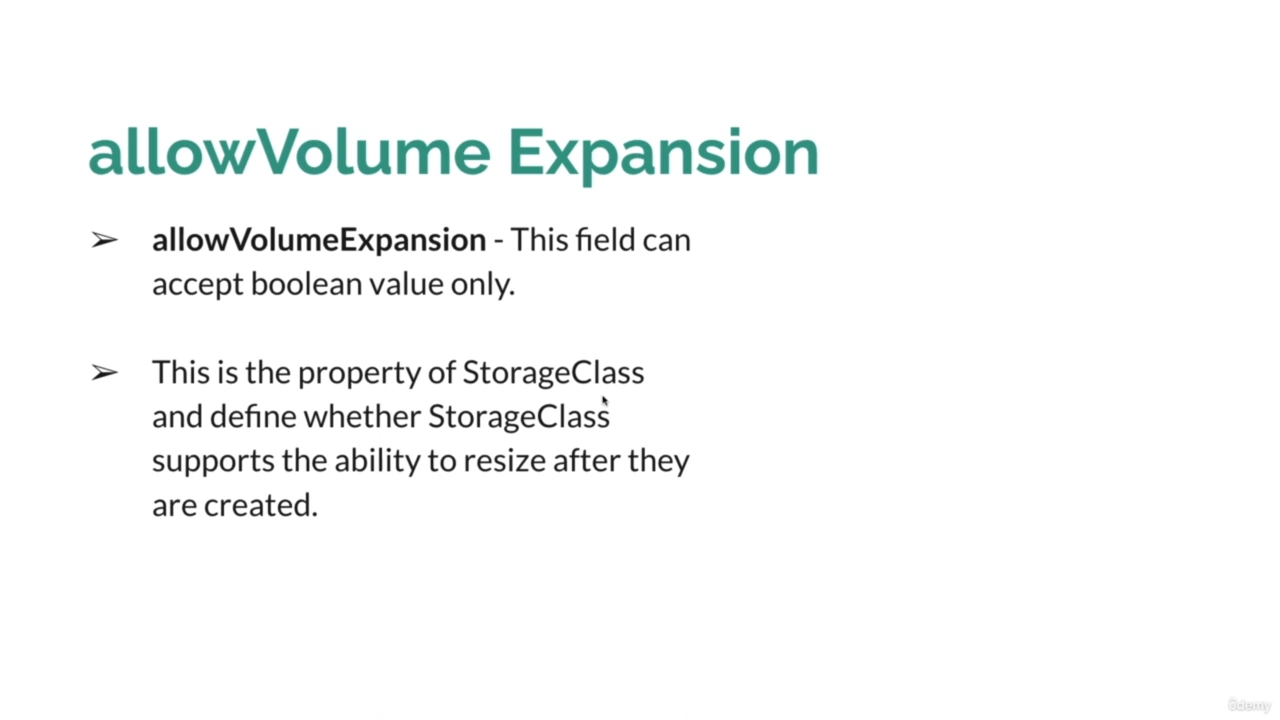 allowVolume Expansion
➢ allowVolumeExpansion - This field can
accept boolean value only.
➢ This is the property of StorageClass
and define whether StorageClass
supports the ability to resize after they
are created.
ûdemy